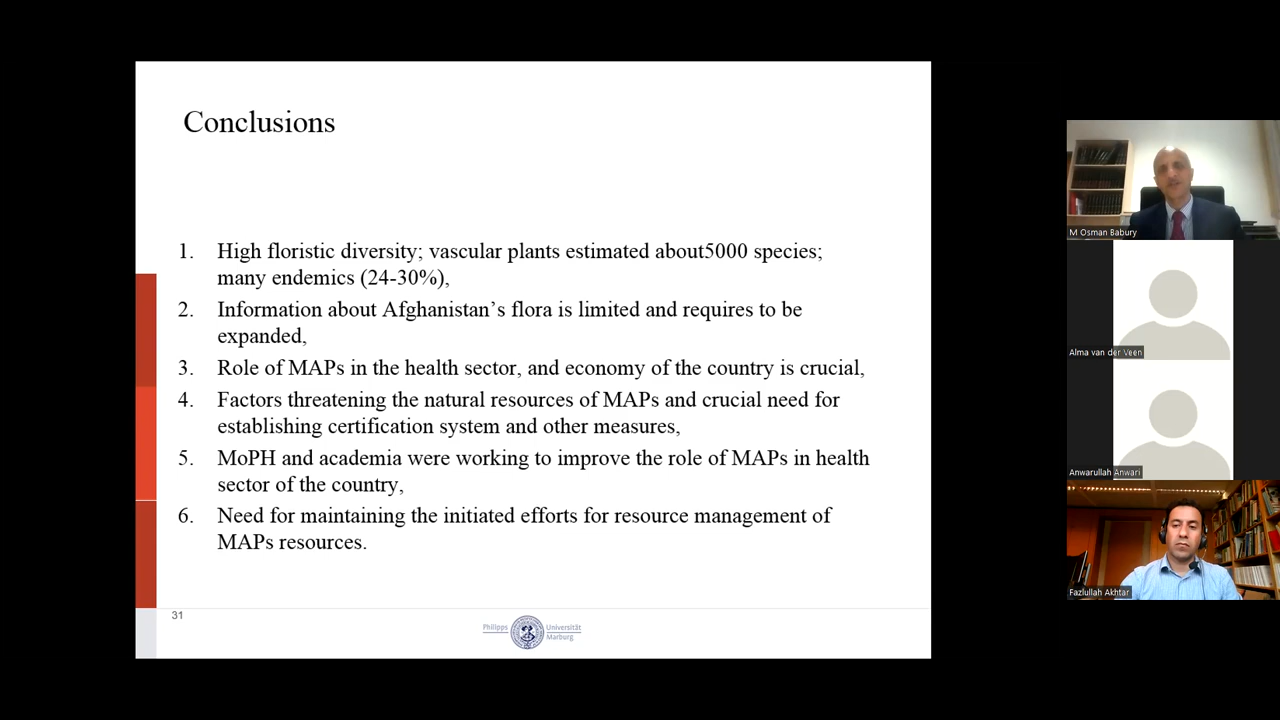 Conclusions
1. High floristic diversity; vascular plants estimated about5000 species;
many endemics (24-30%),
2. Information about Afghanistan’s flora is limited and requires to be
expanded,
3. Role of MAPs in the health sector, and economy of the country is crucial,
4. Factors threatening the natural resources of MAPs and crucial need for
establishing certification system and other measures,
5. MoPH and academia were working to improve the role of MAPs in health
sector of the country,
6. Need for maintaining the initiated efforts for resource management of
MAPs resources.
31
Philipps Universität
Marburg
M Osman Babury
Alma van der Veen
Anwarullah Anwari
Fazlullah Akhtar